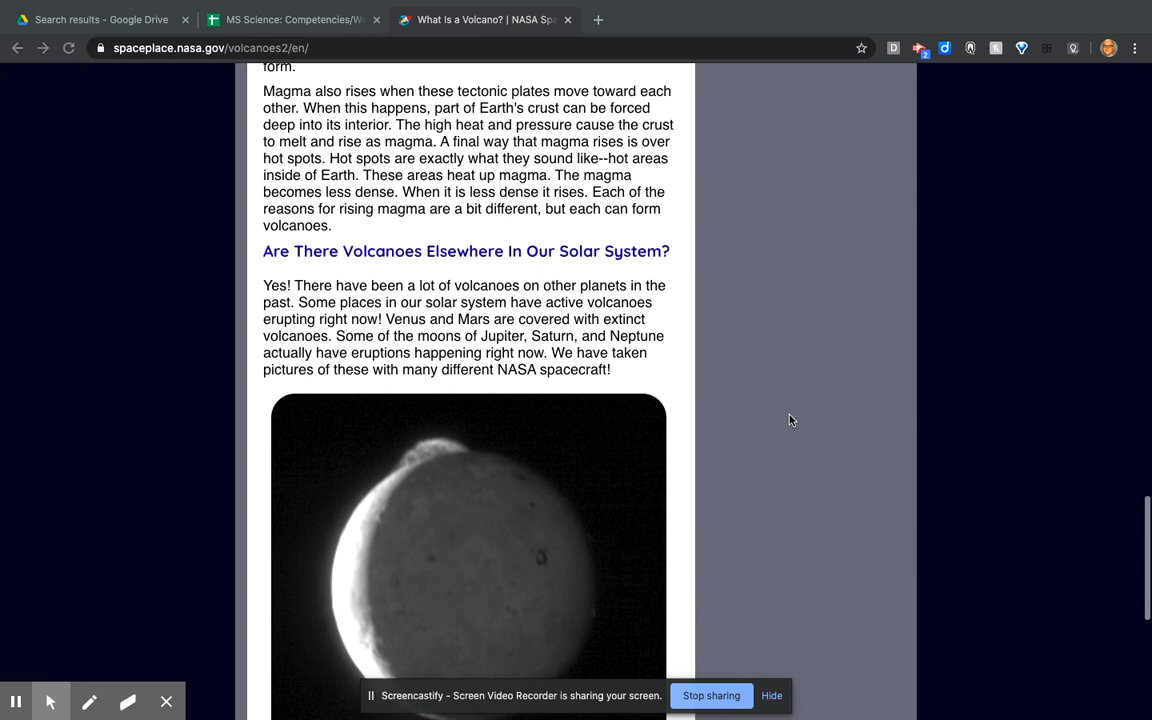 Search results - Google Drive
MS Science: Competencies/We
What Is a Volcano? | NASA Spa
spaceplace.nasa.gov/volcanoes2/en/
D
2
d
form.
Magma also rises when these tectonic plates move toward each
other. When this happens, part of Earth's crust can be forced
deep into its interior. The high heat and pressure cause the crust
to melt and rise as magma. A final way that magma rises is over
hot spots. Hot spots are exactly what they sound like--hot areas
inside of Earth. These areas heat up magma. The magma
becomes less dense. When it is less dense it rises. Each of the
reasons for rising magma are a bit different, but each can form
volcanoes.
Are There Volcanoes Elsewhere In Our Solar System?
Yes! There have been a lot of volcanoes on other planets in the
past. Some places in our solar system have active volcanoes
erupting right now! Venus and Mars are covered with extinct
volcanoes. Some of the moons of Jupiter, Saturn, and Neptune
actually have eruptions happening right now. We have taken
pictures of these with many different NASA spacecraft!
Screencastify - Screen Video Recorder is sharing your screen.
Stop sharing
Hide